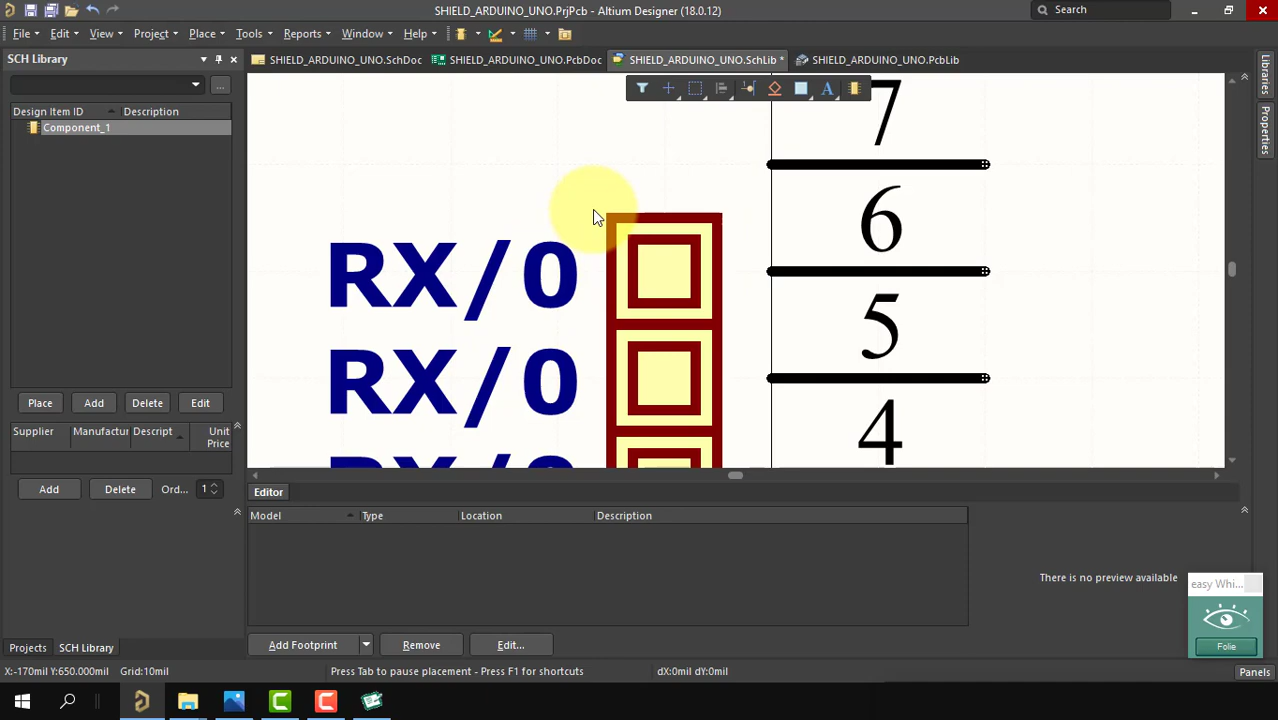 SHIELD_ARDUINO_UNO.PrjPcb - Altium Designer (18.0.12)
Search
File Edit View Project Place Tools Reports Window Help
SCH Library
SHIELD_ARDUINO_UNO.SchDoc
SHIELD_ARDUINO_UNO.PcbDoc
SHIELD_ARDUINO_UNO.SchLib *
SHIELD_ARDUINO_UNO.PcbLib
Libraries
Properties
Design Item ID Description
Component_1
Place Add Delete Edit
Supplier Manufactur Descript Unit Price
Add Delete Ord... 1
7
6
5
4
RX/0
RX/0
RX/0
Editor
Model Type Location Description
There is no preview available
easy Whi...
Folie
Add Footprint Remove Edit...
Projects SCH Library
X:-170mil Y:650.000mil Grid:10mil
Press Tab to pause placement - Press F1 for shortcuts
dX:0mil dY:0mil
Panels